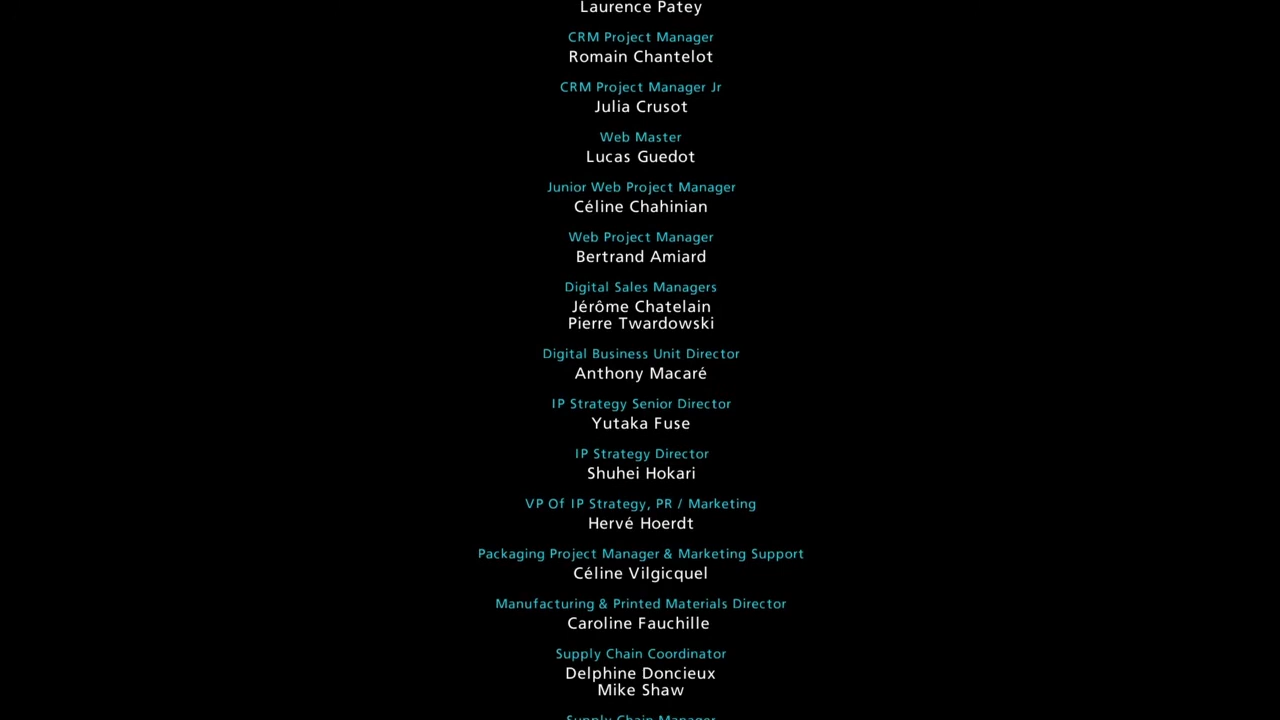 Laurence Patey
CRM Project Manager
Romain Chantelot
CRM Project Manager Jr
Julia Crusot
Web Master
Lucas Guedot
Junior Web Project Manager
Céline Chahinian
Web Project Manager
Bertrand Amiard
Digital Sales Managers
Jérôme Chatelain
Pierre Twardowski
Digital Business Unit Director
Anthony Macaré
IP Strategy Senior Director
Yutaka Fuse
IP Strategy Director
Shuhei Hokari
VP Of IP Strategy, PR / Marketing
Hervé Hoerdt
Packaging Project Manager & Marketing Support
Céline Vilgicquel
Manufacturing & Printed Materials Director
Caroline Fauchille
Supply Chain Coordinator
Delphine Doncieux
Mike Shaw
Supply Chain Manager